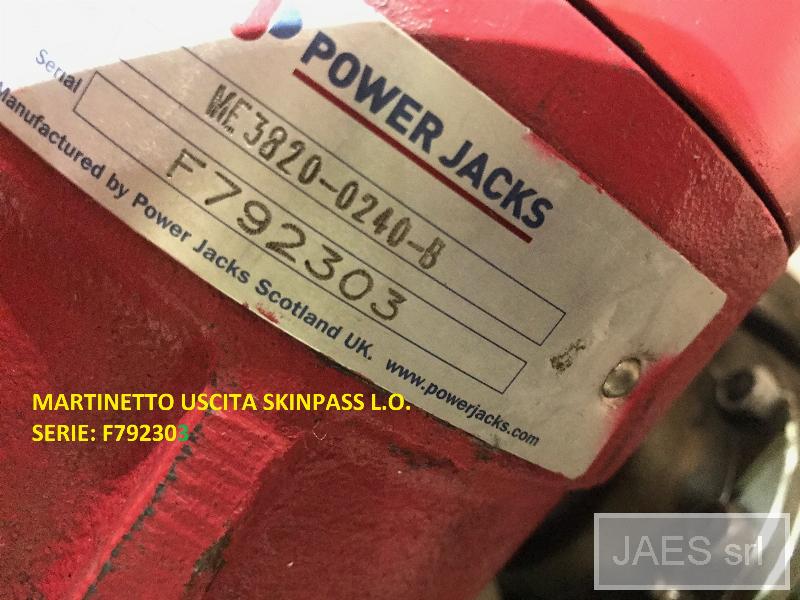 POWER JACKS
ME3820-0240-B
Serial
F792303
Manufactured by Power Jacks Scotland UK. www.powerjacks.com
MARTINETTO USCITA SKINPASS L.O.
SERIE: F792303
JAES srl